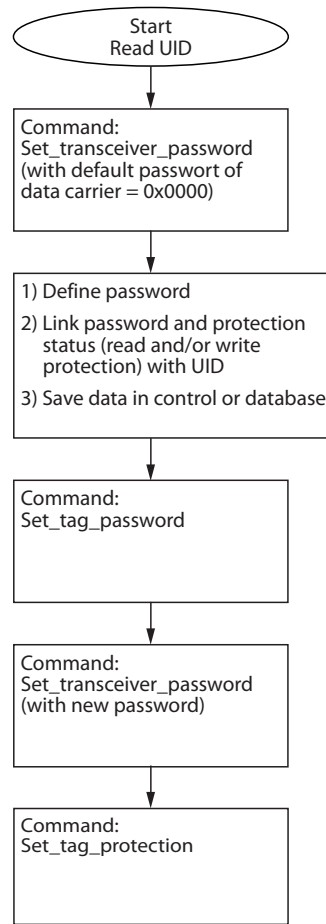 Start
Read UID
Command:
Set_transceiver_password
(with default passwort of
data carrier = 0x0000)
1) Define password
2) Link password and protection
status (read and/or write
protection) with UID
3) Save data in control or database
Command:
Set_tag_password
Command:
Set_transceiver_password
(with new password)
Command:
Set_tag_protection